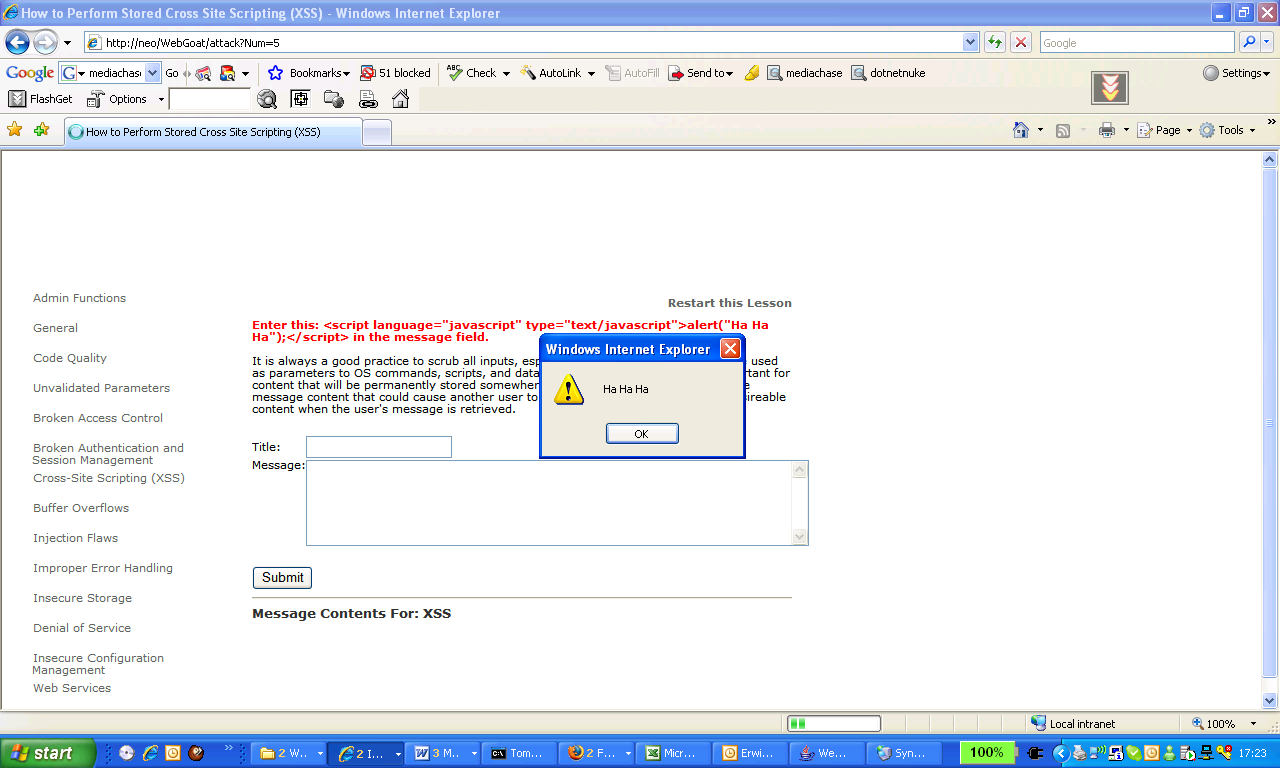 How to Perform Stored Cross Site Scripting (XSS) - Windows Internet Explorer
http://neo/WebGoat/attack?Num=5
Google
Google
G mediachas
Go
Bookmarks
51 blocked
ABC
Check
AutoLink
AutoFill
Send to
mediachase
dotnetnuke
Settings
FlashGet
Options
How to Perform Stored Cross Site Scripting (XSS)
Page
Tools
Admin Functions
General
Code Quality
Unvalidated Parameters
Broken Access Control
Broken Authentication and
Session Management
Cross-Site Scripting (XSS)
Buffer Overflows
Injection Flaws
Improper Error Handling
Insecure Storage
Denial of Service
Insecure Configuration
Management
Web Services
Restart this Lesson
Enter this: <script language="javascript" type="text/javascript">alert("Ha Ha
Ha");</script> in the message field.
It is always a good practice to scrub all inputs, esp used
as parameters to OS commands, scripts, and data rtant for
content that will be permanently stored somewher e
message content that could cause another user to sireable
content when the user's message is retrieved.
Windows Internet Explorer
Ha Ha Ha
OK
Title:
Message:
Submit
Message Contents For: XSS
Local intranet
100%
start
2 W...
2 I...
3 M...
Tom...
2 F...
Micr...
Erwi...
We...
Syn...
100%
17:23